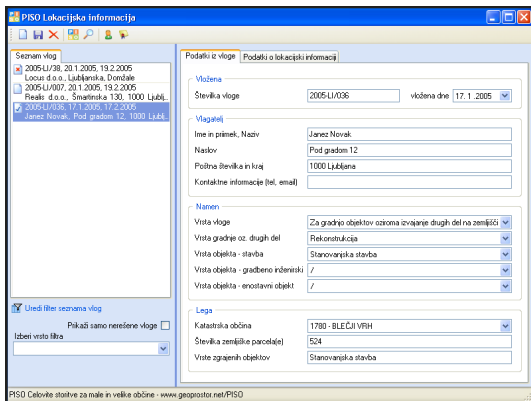 PISO Lokacijska informacija
Seznam vlog
2005-LI/38, 20.1.2005, 19.2.2005
Locus d.o.o., Ljubljanska, Domžale
2005-LI/007, 20.1.2005, 19.2.2005
Realis d.o.o., Šmartinska 130, 1000 Ljublj..
2005-LI/036, 17.1.2005, 17.2.2005
Janez Novak, Pod gradom 12, 1000 Ljubl..
Uredi filter seznama vlog
Prikaži samo nerešene vloge
Izberi vrsto filtra
Podatki iz vloge
Podatki o lokacijski informaciji
Vložena
Številka vloge 2005-LI/036 vložena dne 17. 1 .2005
Vlagatelj
Ime in priimek, Naziv Janez Novak
Naslov Pod gradom 12
Poštna številka in kraj 1000 Ljubljana
Kontaktne informacije (tel, email)
Namen
Vrsta vloge Za gradnjo objektov oziroma izvajanje drugih del na zemljišči
Vrsta gradnje oz. drugih del Rekonstrukcija
Vrsta objekta - stavba Stanovanjska stavba
Vrsta objekta - gradbeno inženirski /
Vrsta objekta - enostavni objekt /
Lega
Katastrska občina 1780 - BLEČJI VRH
Številka zemljiške parcela(e) 524
Vrste zgrajenih objektov Stanovanjska stavba
PISO Celovite storitve za male in velike občine - www.geoprostor.net/PISO